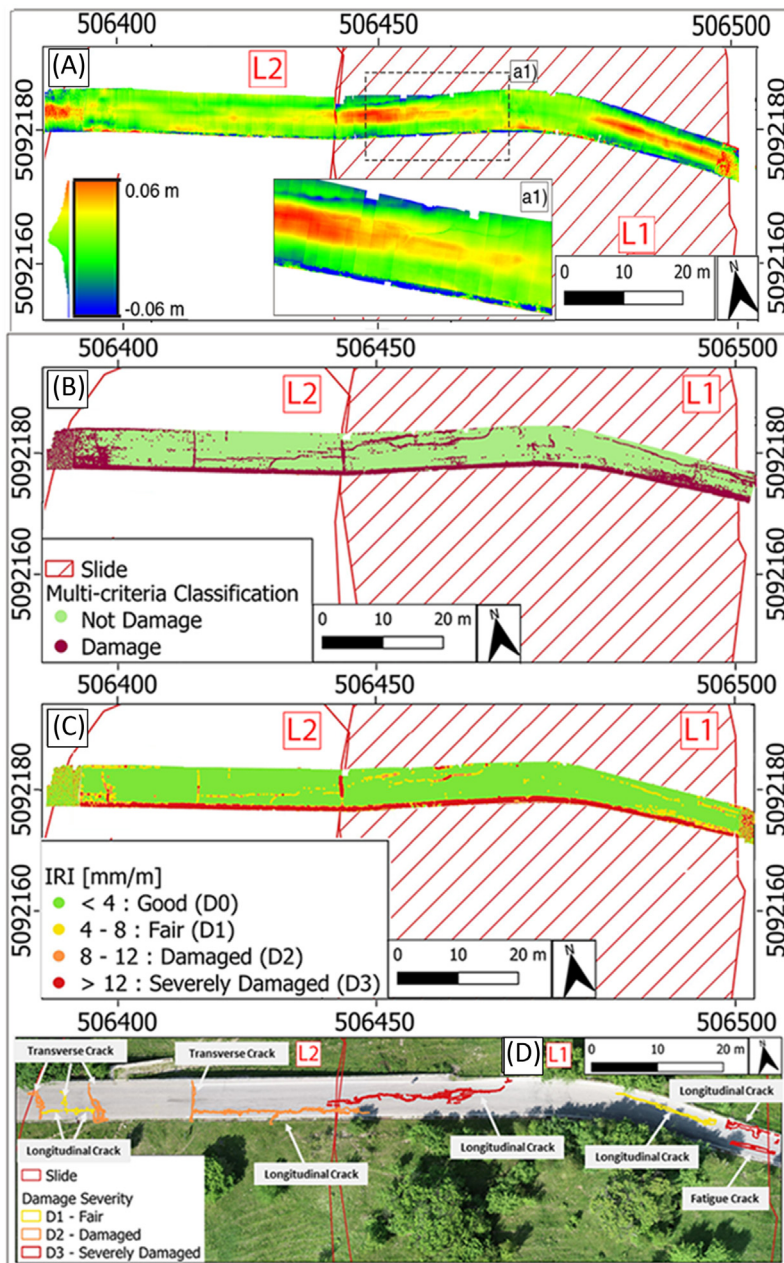 506400
506450
506500
(A)
L2
a1)
5092180
5092180
0.06 m
-0.06 m
a1)
L1
5092160
5092160
0
10
20 m
N
506400
506450
506500
(B)
L2
L1
5092180
5092180
5092160
5092160
Slide
Multi-criteria Classification
Not Damage
Damage
0
10
20 m
N
506400
506450
506500
(C)
L2
L1
5092180
5092180
5092160
5092160
IRI [mm/m]
< 4 : Good (D0)
4 - 8 : Fair (D1)
8 - 12 : Damaged (D2)
> 12 : Severely Damaged (D3)
0
10
20 m
N
506400
506450
506500
Transverse Crack
Transverse Crack
L2
(D)
L1
0
10
20 m
N
Longitudinal Crack
Longitudinal Crack
Longitudinal Crack
Longitudinal Crack
Longitudinal Crack
Fatigue Crack
Slide
Damage Severity
D1 - Fair
D2 - Damaged
D3 - Severely Damaged